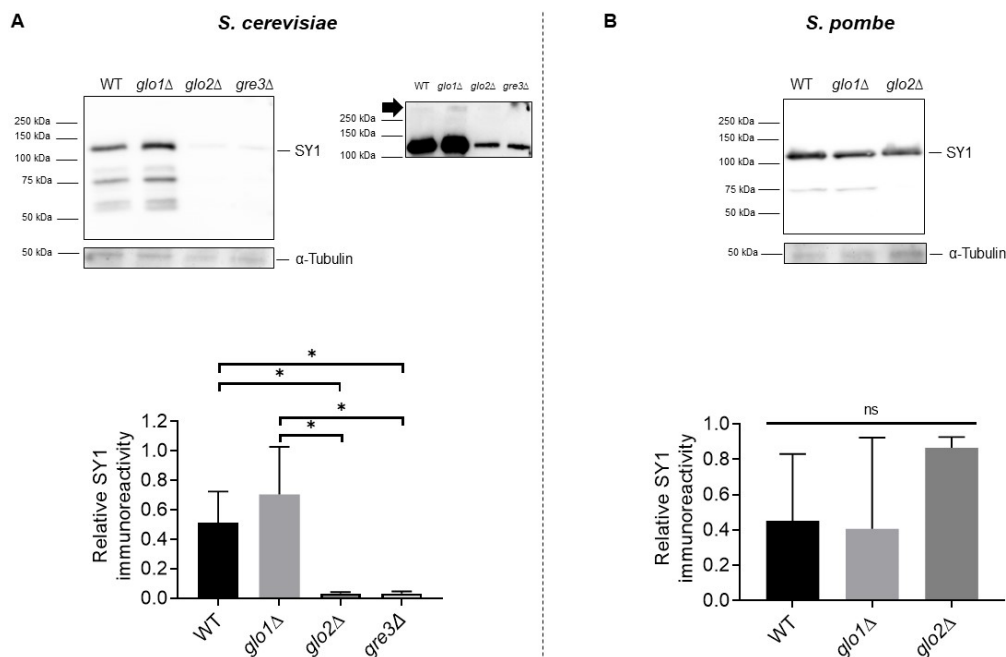 A
S. cerevisiae
WT glo1Δ glo2Δ gre3Δ
250 kDa
150 kDa
100 kDa
75 kDa
50 kDa
SY1
50 kDa
α-Tubulin
WT glo1Δ glo2Δ gre3Δ
250 kDa
150 kDa
100 kDa
SY1
*
*
*
*
Relative SY1
immunoreactivity
1.2
1.0
0.8
0.6
0.4
0.2
0.0
WT glo1Δ glo2Δ gre3Δ
B
S. pombe
WT glo1Δ glo2Δ
250 kDa
150 kDa
100 kDa
75 kDa
50 kDa
SY1
50 kDa
α-Tubulin
ns
Relative SY1
immunoreactivity
1.0
0.8
0.6
0.4
0.2
0.0
WT glo1Δ glo2Δ